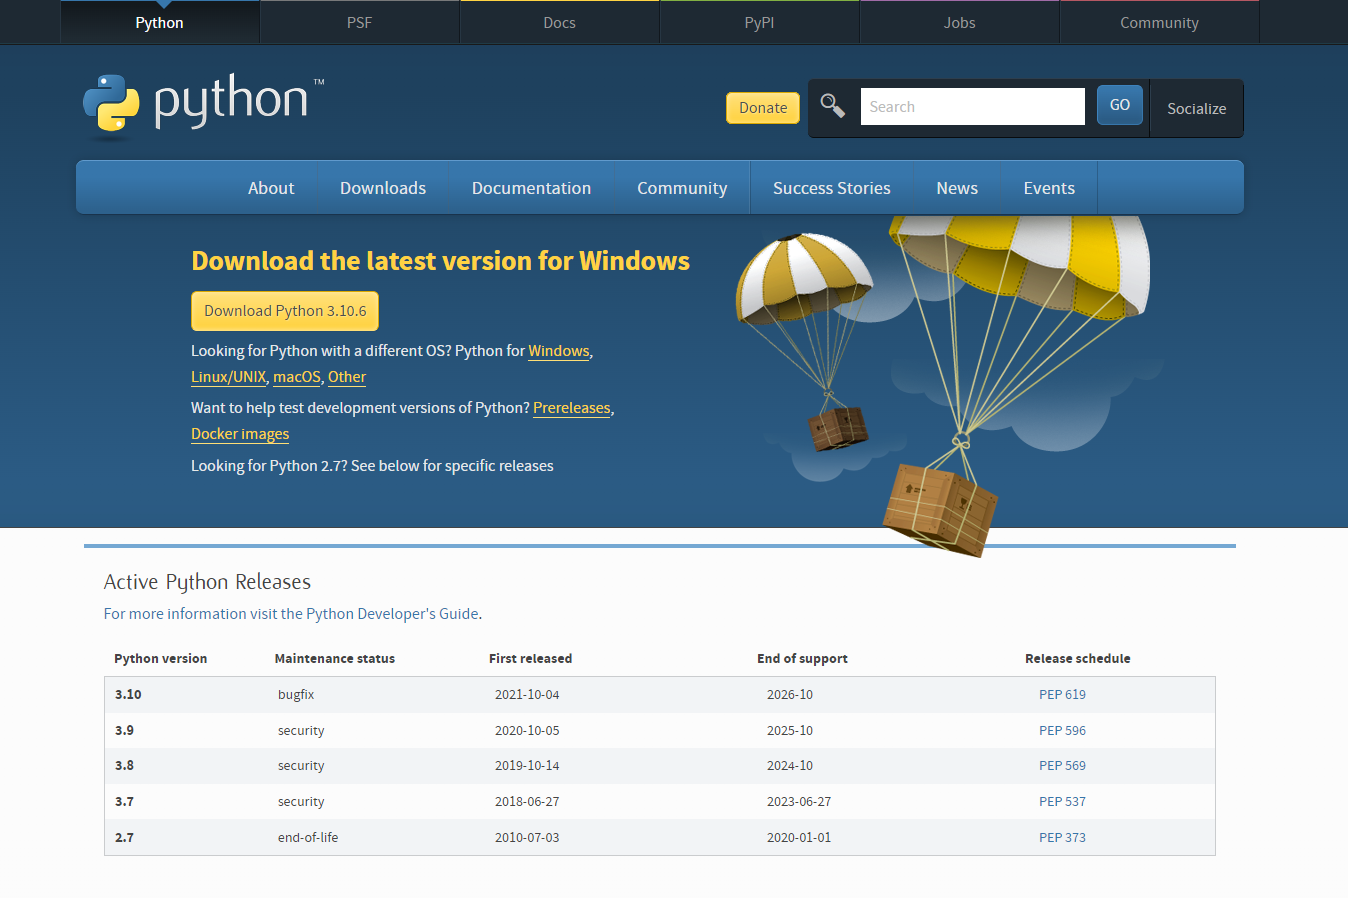 Python PSF Docs PyPI Jobs Community
python™
Donate Search GO Socialize
About Downloads Documentation Community Success Stories News Events
Download the latest version for Windows
Download Python 3.10.6
Looking for Python with a different OS? Python for Windows,
Linux/UNIX, macOS, Other
Want to help test development versions of Python? Prereleases,
Docker images
Looking for Python 2.7? See below for specific releases
Active Python Releases
For more information visit the Python Developer's Guide.
Python version Maintenance status First released End of support Release schedule
3.10 bugfix 2021-10-04 2026-10 PEP 619
3.9 security 2020-10-05 2025-10 PEP 596
3.8 security 2019-10-14 2024-10 PEP 569
3.7 security 2018-06-27 2023-06-27 PEP 537
2.7 end-of-life 2010-07-03 2020-01-01 PEP 373